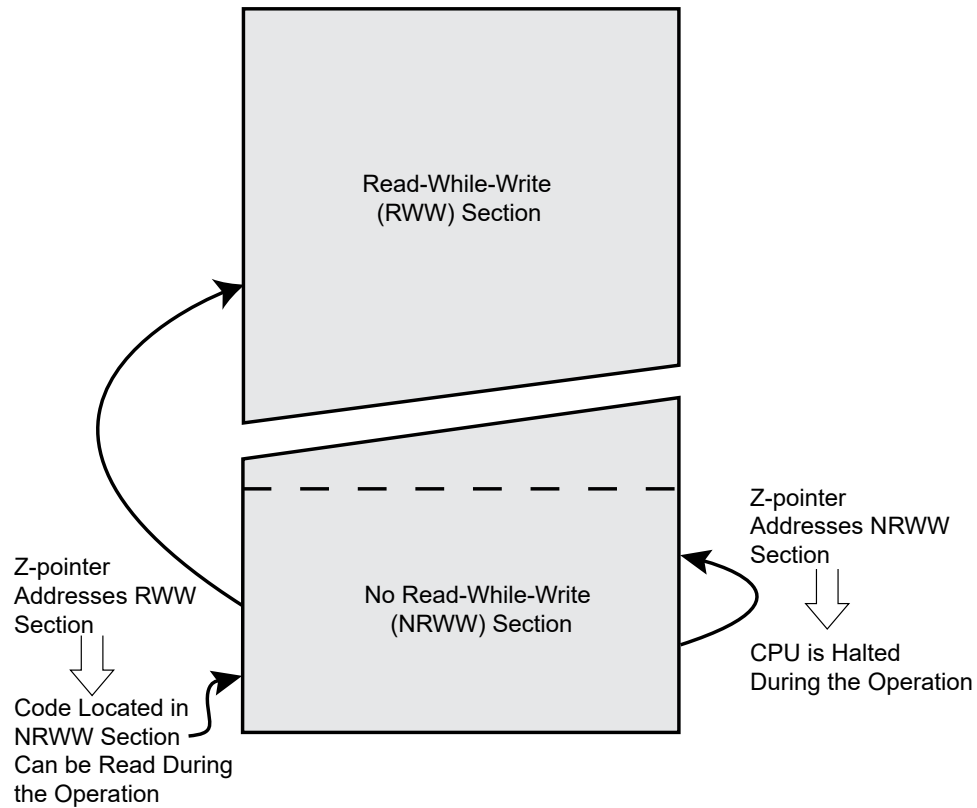 Read-While-Write
(RWW) Section
Z-pointer
Addresses RWW
Section
Code Located in
NRWW Section
Can be Read During
the Operation
No Read-While-Write
(NRWW) Section
Z-pointer
Addresses NRWW
Section
CPU is Halted
During the Operation